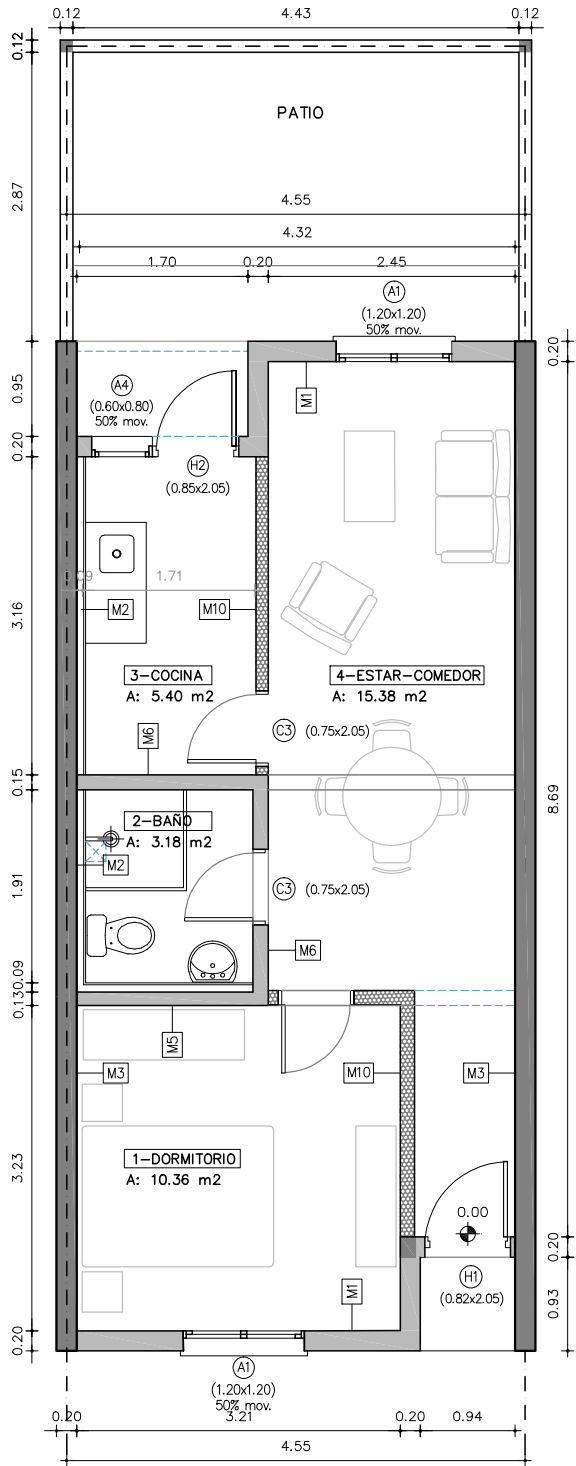 0.12
4.43
0.12
0.12
PATIO
2.87
4.55
4.32
1.70
0.20
2.45
A1
(1.20x1.20)
50% mov.
0.20
0.95
A4
(0.60x0.80)
50% mov.
M1
0.20
H2
(0.85x2.05)
1.71
M2
M10
3.16
3-COCINA
A: 5.40 m2
4-ESTAR-COMEDOR
A: 15.38 m2
M6
C3
(0.75x2.05)
0.15
8.69
2-BAÑO
A: 3.18 m2
M2
1.91
C3
(0.75x2.05)
M6
0.09
0.13
M5
M3
M10
M3
1-DORMITORIO
A: 10.36 m2
3.23
0.00
0.20
H1
(0.82x2.05)
M1
0.93
0.20
A1
(1.20x1.20)
50% mov.
0.20
3.21
0.20
0.94
4.55